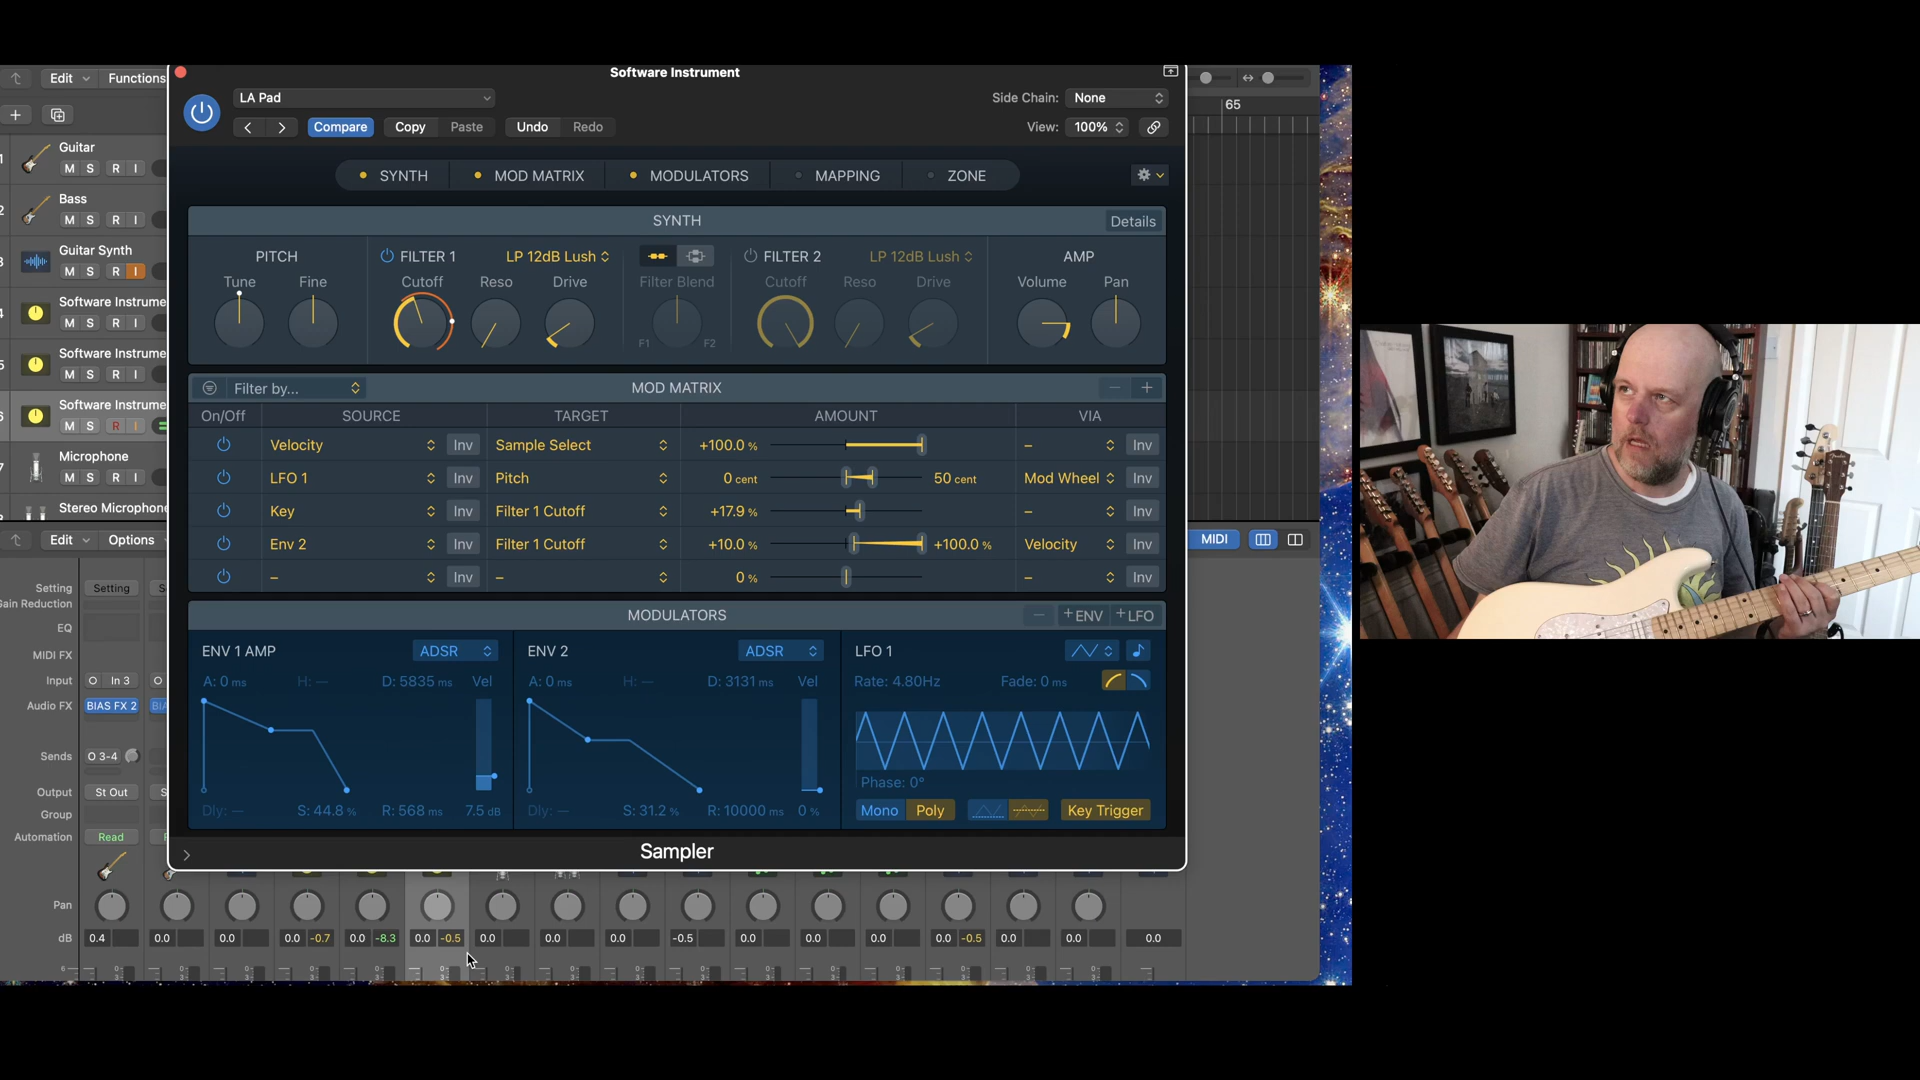 Software Instrument
Edit Functions
LA Pad
Side Chain: None
65
Compare Copy Paste Undo Redo
View: 100%
SYNTH MOD MATRIX MODULATORS MAPPING ZONE
SYNTH Details
PITCH FILTER 1 LP 12dB Lush FILTER 2 LP 12dB Lush AMP
Tune Fine Cutoff Reso Drive Filter Blend Cutoff Reso Drive Volume Pan
F1 F2
Filter by... MOD MATRIX
On/Off SOURCE TARGET AMOUNT VIA
Velocity Inv Sample Select +100.0 % – Inv
LFO 1 Inv Pitch 0 cent 50 cent Mod Wheel Inv
Key Inv Filter 1 Cutoff +17.9 % – Inv
Env 2 Inv Filter 1 Cutoff +10.0 % +100.0 % Velocity Inv
– Inv – 0 % – Inv
MODULATORS +ENV +LFO
ENV 1 AMP ADSR ENV 2 ADSR LFO 1
A: 0 ms H: — D: 5835 ms Vel A: 0 ms H: — D: 3131 ms Vel Rate: 4.80Hz Fade: 0 ms
Phase: 0°
Dly: — S: 44.8 % R: 568 ms 7.5 dB Dly: — S: 31.2 % R: 10000 ms 0 % Mono Poly Key Trigger
Sampler
1 Guitar
M S R I
2 Bass
M S R I
3 Guitar Synth
M S R I
4 Software Instrume
M S R I
5 Software Instrume
M S R I
6 Software Instrume
M S R I
7 Microphone
M S R I
Stereo Microphone
Edit Options
MIDI
Setting Setting S
Gain Reduction
EQ
MIDI FX
Input In 3
Audio FX BIAS FX 2 BIA
Sends O 3-4
Output St Out S
Group
Automation Read
Pan
dB 0.4 0.0 0.0 0.0 -0.7 0.0 -8.3 0.0 -0.5 0.0 0.0 0.0 -0.5 0.0 0.0 0.0 0.0 -0.5 0.0 0.0 0.0